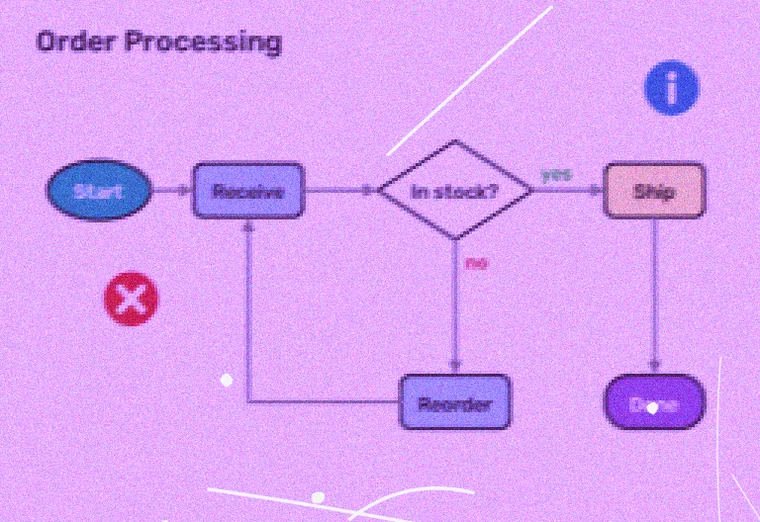 Order Processing
Start
Receive
In stock?
yes
Ship
no
Reorder
Done